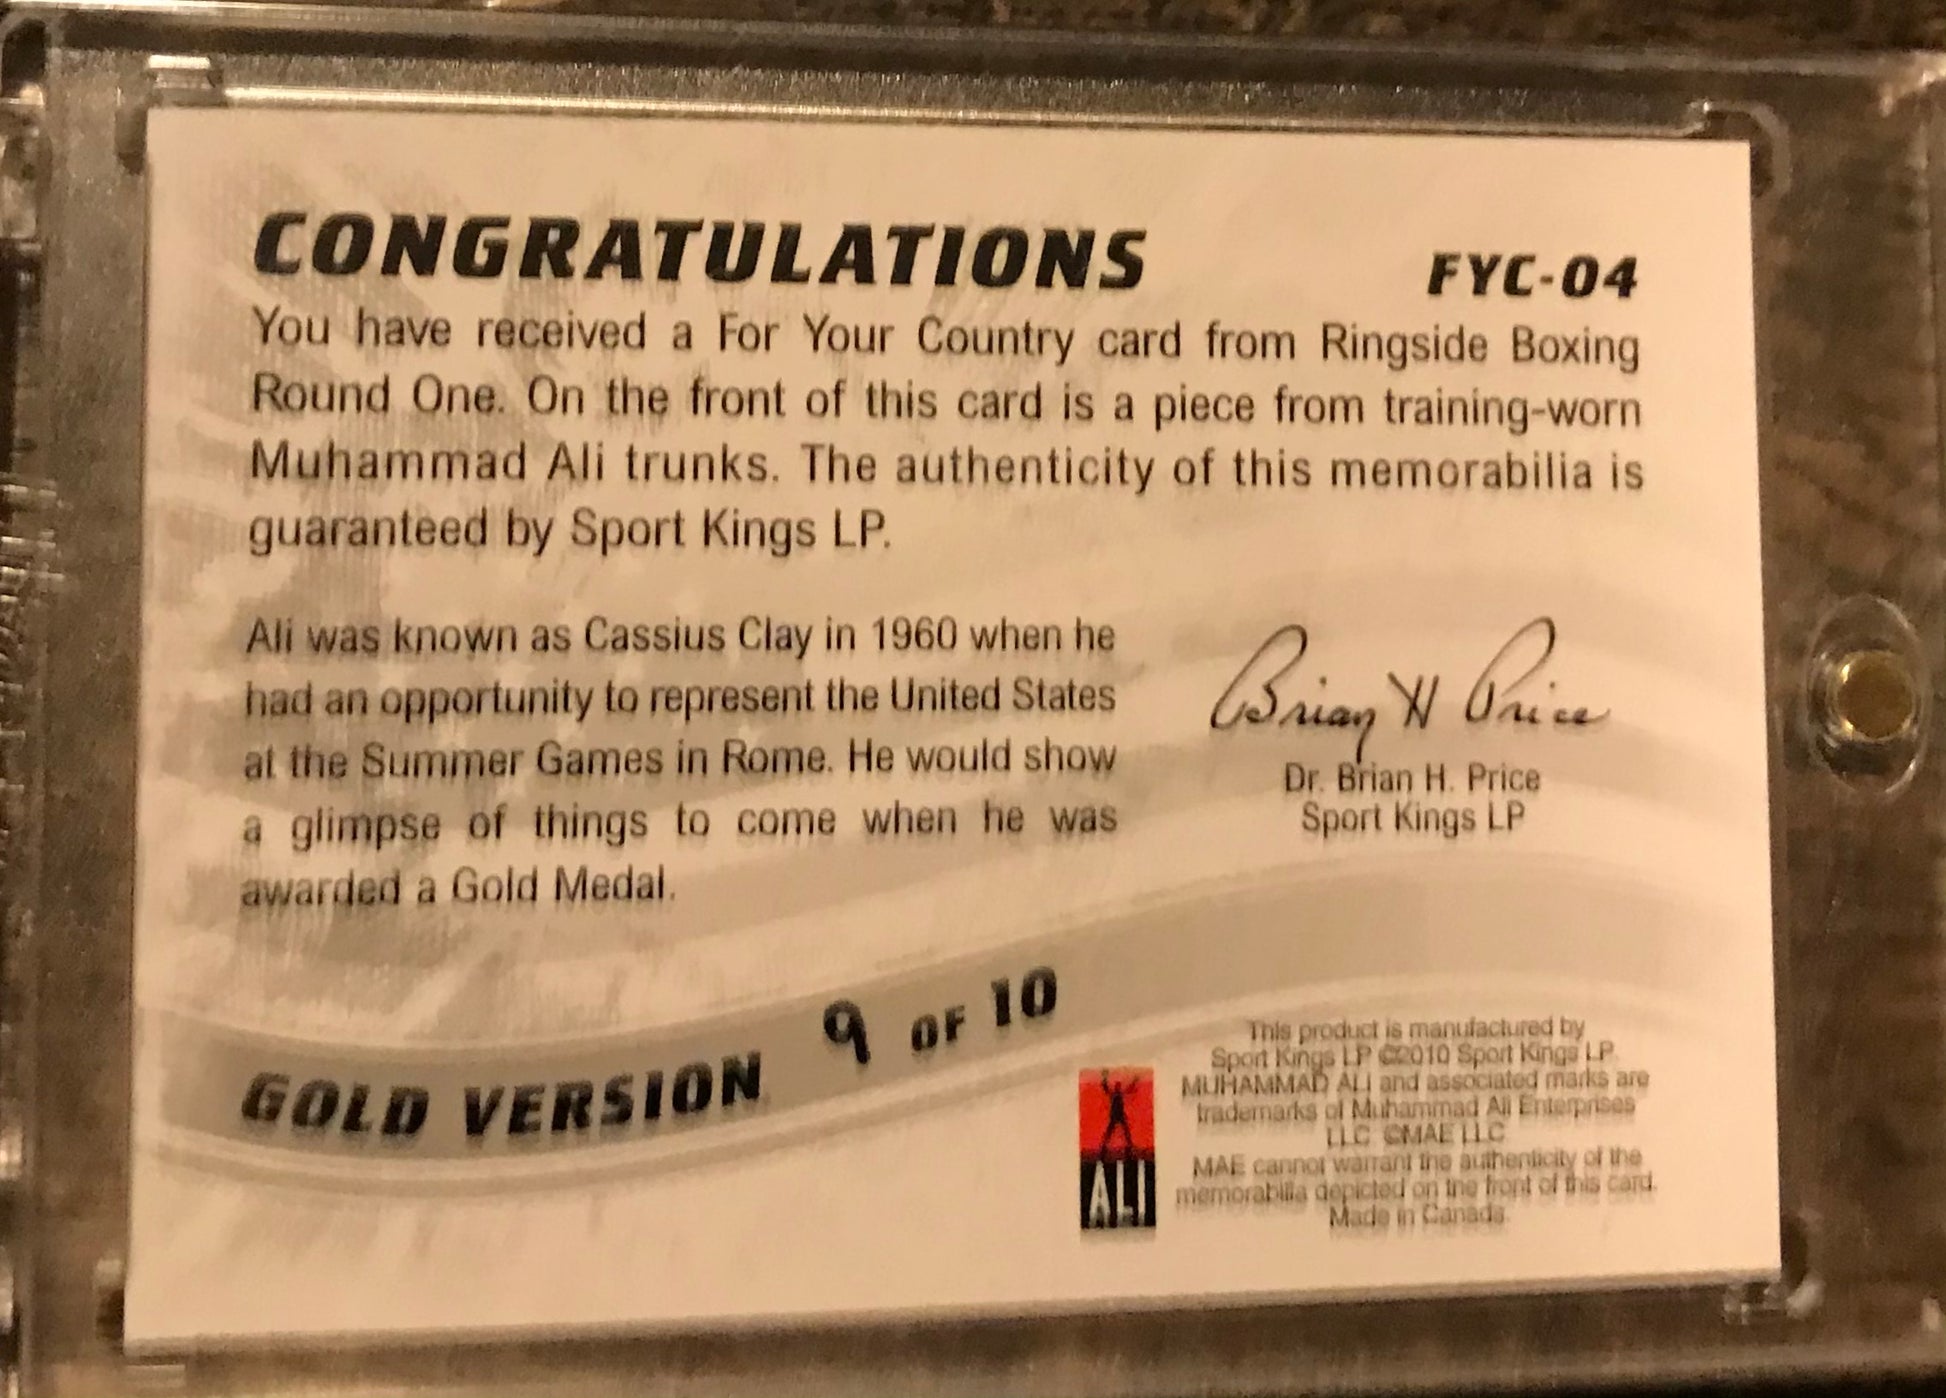 CONGRATULATIONS
FYC-04
You have received a For Your Country card from Ringside Boxing
Round One. On the front of this card is a piece from training-worn
Muhammad Ali trunks. The authenticity of this memorabilia is
guaranteed by Sport Kings LP.
Ali was known as Cassius Clay in 1960 when he
had an opportunity to represent the United States
at the Summer Games in Rome. He would show
a glimpse of things to come when he was
awarded a Gold Medal.
Brian H Price
Dr. Brian H. Price
Sport Kings LP
GOLD VERSION 9 OF 10
ALI
This product is manufactured by
Sport Kings LP ©2010 Sport Kings LP
MUHAMMAD ALI and associated marks are
trademarks of Muhammad Ali Enterprises
LLC ©MAE LLC
MAE cannot warrant the authenticity of the
memorabilia depicted on the front of this card.
Made in Canada.